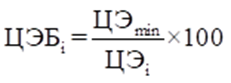 ЦЭБi = ЦЭmin / ЦЭi × 100